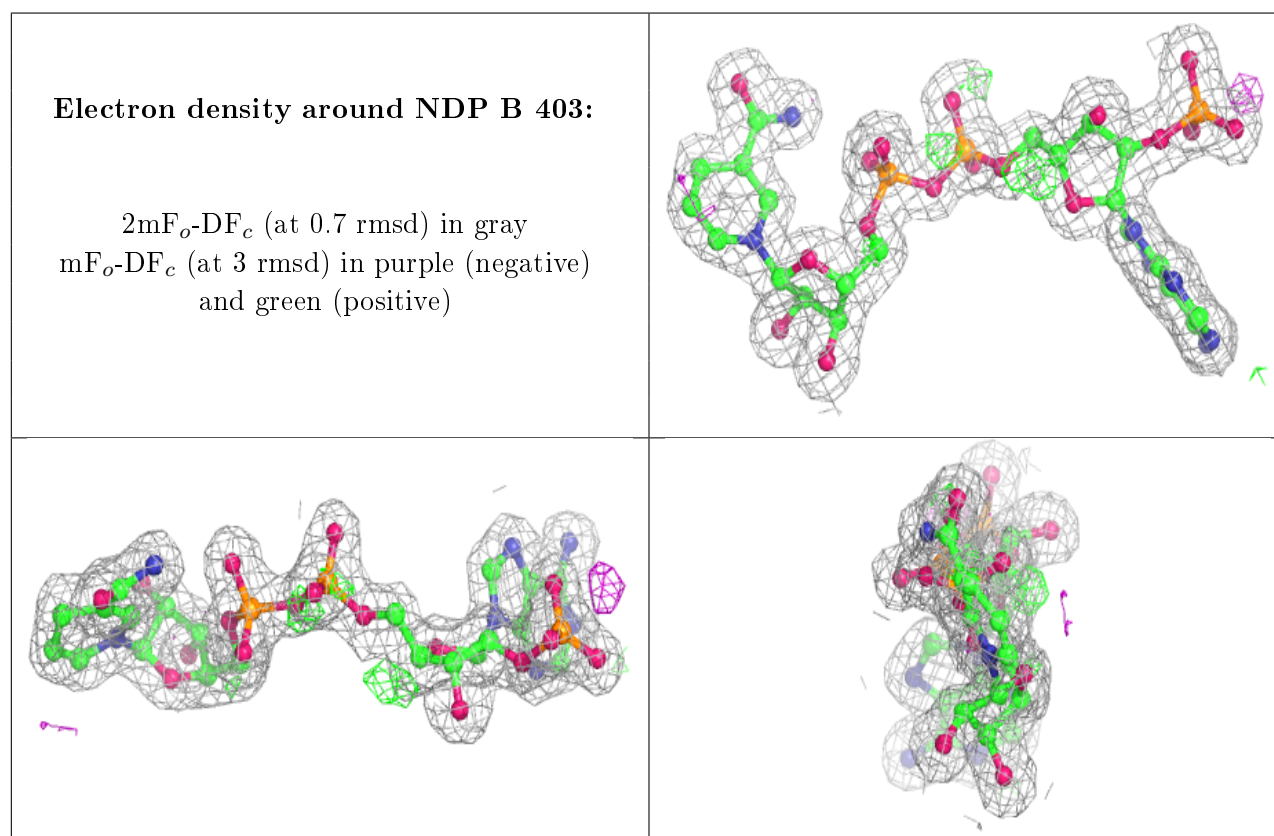 Electron density around NDP B 403:
2mFo-DFc (at 0.7 rmsd) in gray
mFo-DFc (at 3 rmsd) in purple (negative)
and green (positive)